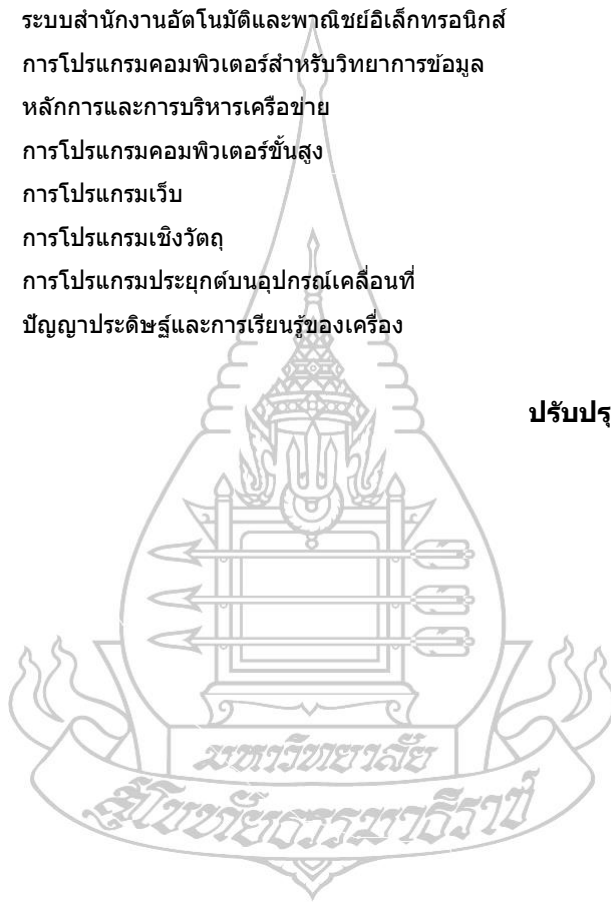 ระบบสำนักงานอัตโนมัติและพาณิชย์อิเล็กทรอนิกส์
การโปรแกรมคอมพิวเตอร์สำหรับวิทยาการข้อมูล
หลักการและการบริหารเครือข่าย
การโปรแกรมคอมพิวเตอร์ขั้นสูง
การโปรแกรมเว็บ
การโปรแกรมเชิงวัตถุ
การโปรแกรมประยุกต์บนอุปกรณ์เคลื่อนที่
ปัญญาประดิษฐ์และการเรียนรู้ของเครื่อง
ปรับปรุ
มหาวิทยาลัย
สุโขทัยธรรมาธิราช